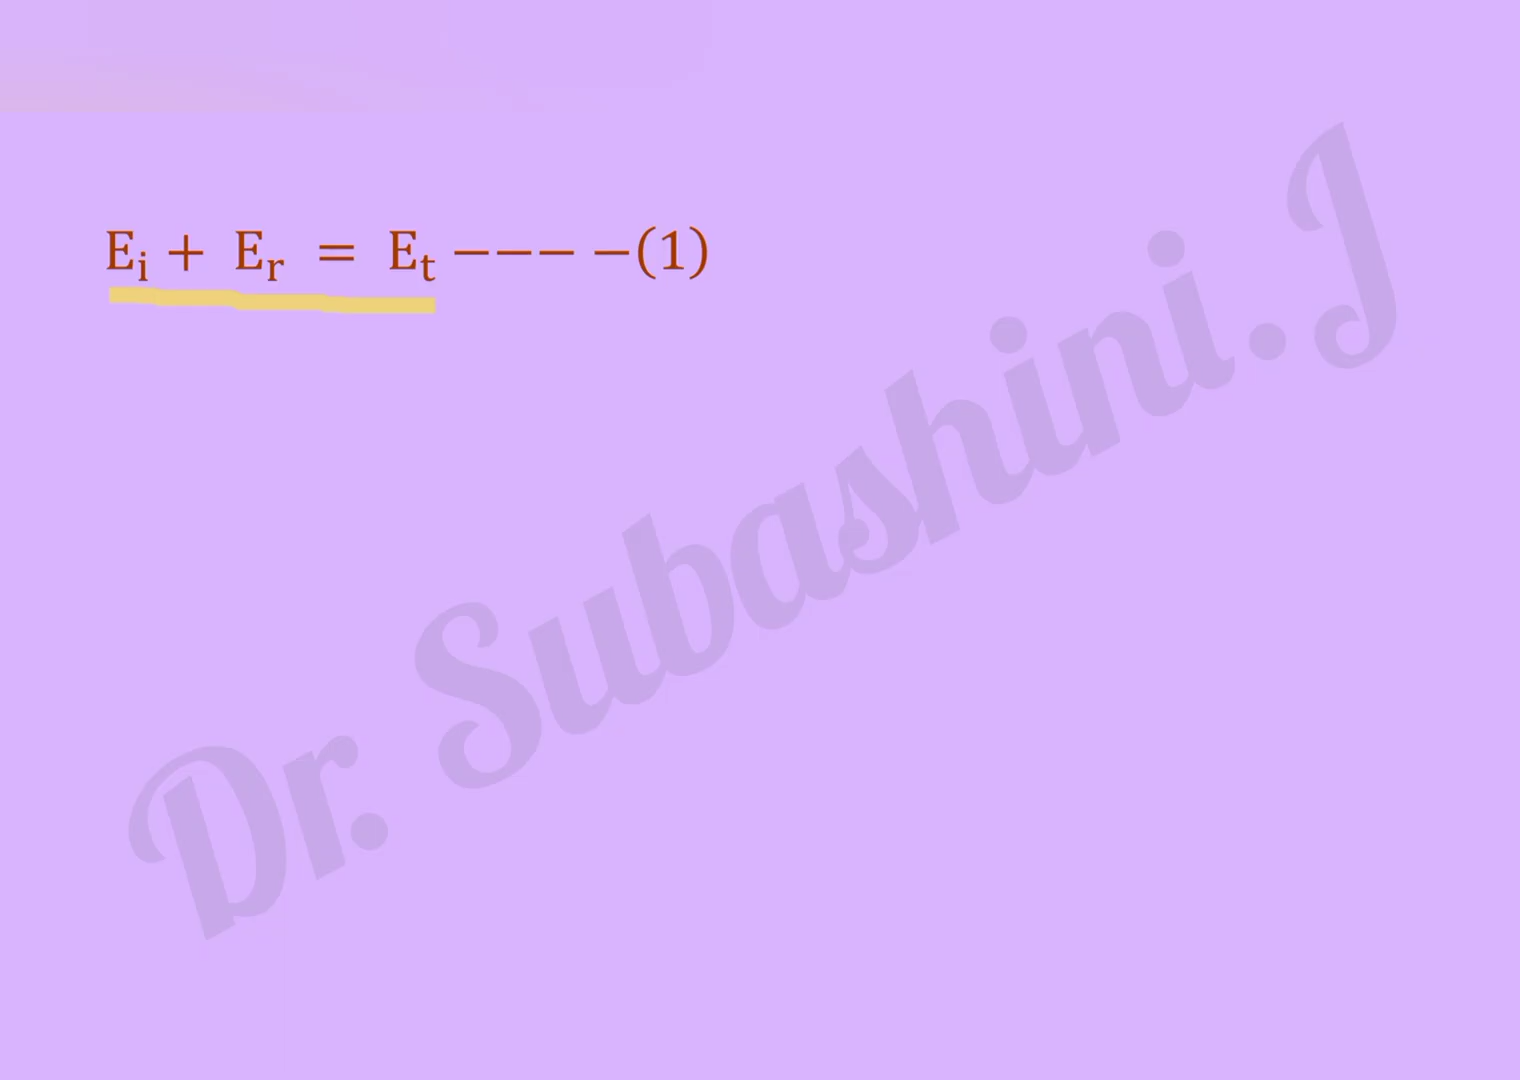 Eᵢ + Eᵣ = Eₜ −−− −(1)
Dr. Subashini. J